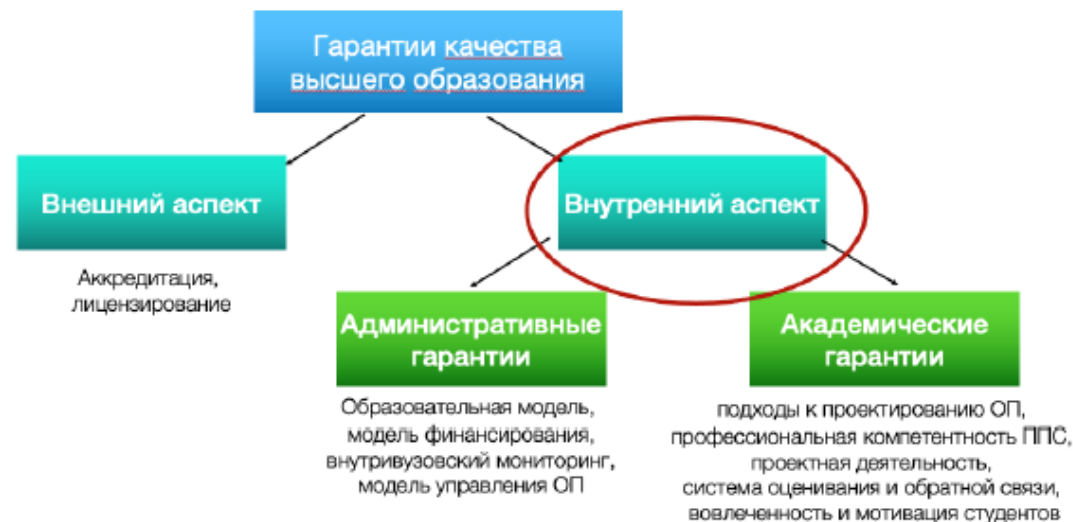 Гарантии качества
высшего образования
Внешний аспект
Внутренний аспект
Аккредитация,
лицензирование
Административные
гарантии
Академические
гарантии
Образовательная модель,
модель финансирования,
внутривузовский мониторинг,
модель управления ОП
подходы к проектированию ОП,
профессиональная компетентность ППС,
проектная деятельность,
система оценивания и обратной связи,
вовлеченность и мотивация студентов